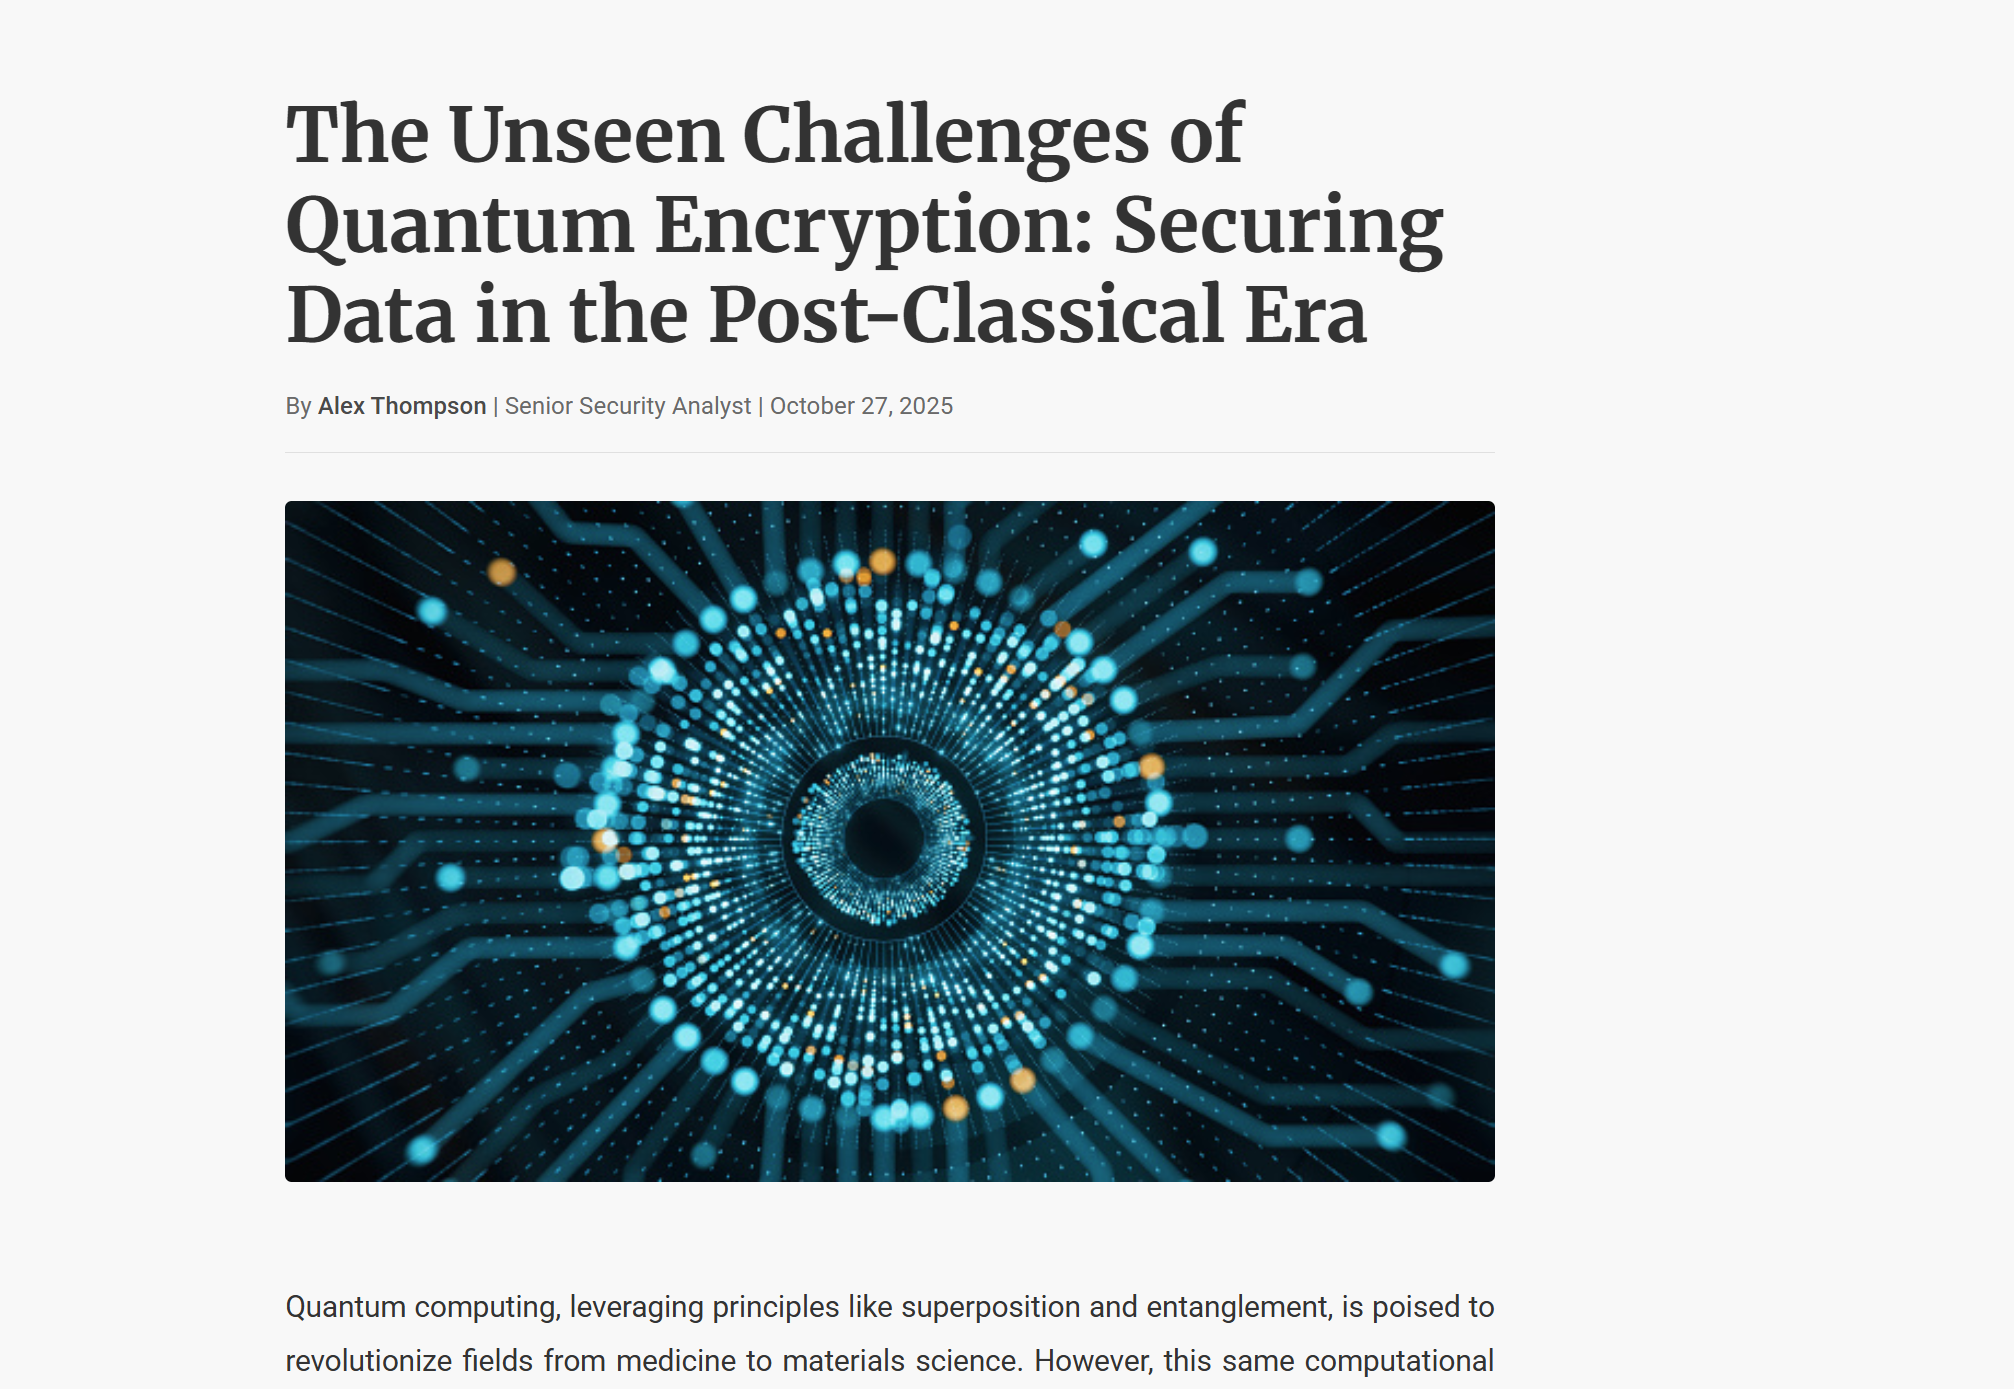 The Unseen Challenges of
Quantum Encryption: Securing
Data in the Post-Classical Era
By Alex Thompson | Senior Security Analyst | October 27, 2025
Quantum computing, leveraging principles like superposition and entanglement, is poised to
revolutionize fields from medicine to materials science. However, this same computational